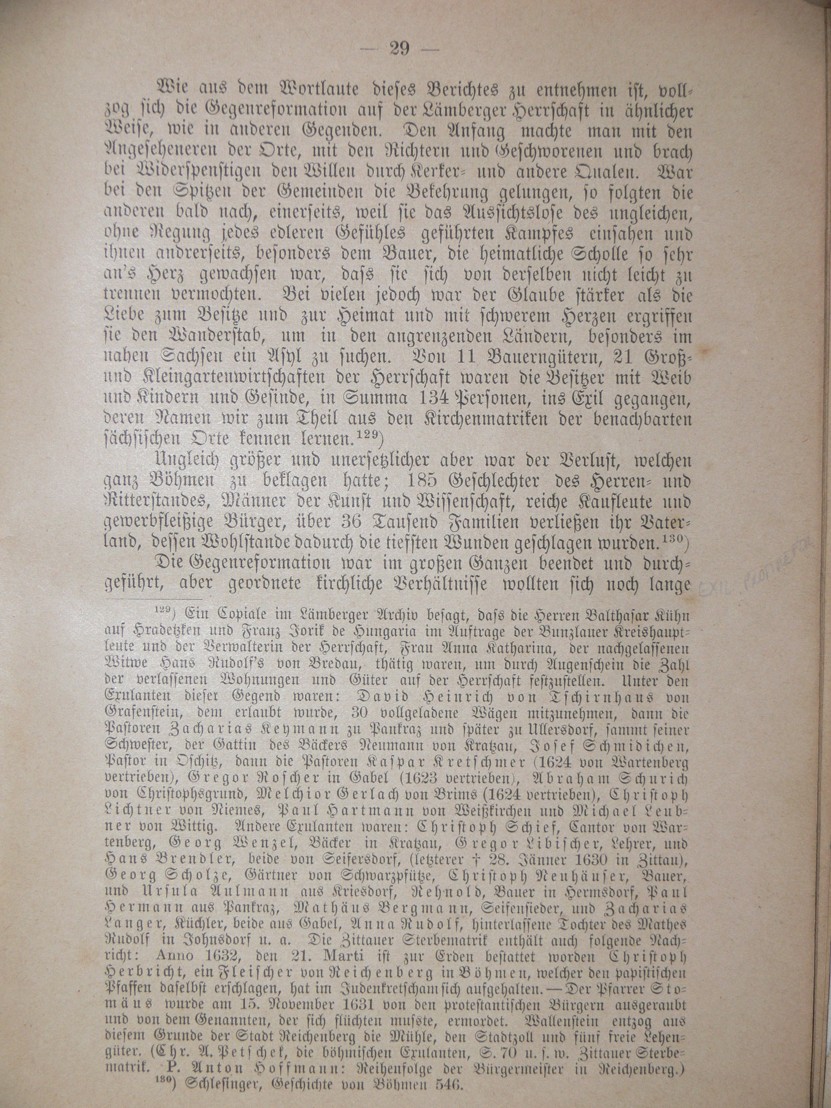 — 29 —
Wie aus dem Wortlaute dieses Berichtes zu entnehmen ist, voll-
zog sich die Gegenreformation auf der Lämberger Herrschaft in ähnlicher
Weise, wie in anderen Gegenden. Den Anfang machte man mit den
Angeseheneren der Orte, mit den Richtern und Geschworenen und brach
bei Widerspenstigen den Willen durch Kerker- und andere Qualen. War
bei den Spitzen der Gemeinden die Bekehrung gelungen, so folgten die
anderen bald nach, einerseits, weil sie das Aussichtslose des ungleichen,
ohne Regung jedes edleren Gefühles geführten Kampfes einsahen und
ihnen andrerseits, besonders dem Bauer, die heimatliche Scholle so sehr
an's Herz gewachsen war, dass sie sich von derselben nicht leicht zu
trennen vermochten. Bei vielen jedoch war der Glaube stärker als die
Liebe zum Besitze und zur Heimat und mit schwerem Herzen ergriffen
sie den Wanderstab, um in den angrenzenden Ländern, besonders im
nahen Sachsen ein Asyl zu suchen. Von 11 Bauerngütern, 21 Groß-
und Kleingartenwirtschaften der Herrschaft waren die Besitzer mit Weib
und Kindern und Gesinde, in Summa 134 Personen, ins Exil gegangen,
deren Namen wir zum Theil aus den Kirchenmatriken der benachbarten
sächsischen Orte kennen lernen.¹²⁹)
Ungleich größer und unersetzlicher aber war der Verlust, welchen
ganz Böhmen zu beklagen hatte; 185 Geschlechter des Herren- und
Ritterstandes, Männer der Kunst und Wissenschaft, reiche Kaufleute und
gewerbfleißige Bürger, über 36 Tausend Familien verließen ihr Vater-
land, dessen Wohlstande dadurch die tiefsten Wunden geschlagen wurden.¹³⁰)
Die Gegenreformation war im großen Ganzen beendet und durch-
geführt, aber geordnete kirchliche Verhältnisse wollten sich noch lange
EXIL
¹²⁹) Ein Copiale im Lämberger Archiv besagt, dass die Herren Balthasar Kühn
auf Hradetzken und Franz Jorik de Hungaria im Auftrage der Bunzlauer Kreishaupt-
leute und der Verwalterin der Herrschaft, Frau Anna Katharina, der nachgelassenen
Witwe Hans Rudolf's von Bredau, thätig waren, um durch Augenschein die Zahl
der verlassenen Wohnungen und Güter auf der Herrschaft festzustellen. Unter den
Exulanten dieser Gegend waren: David Heinrich von Tschirnhaus von
Grafenstein, dem erlaubt wurde, 30 vollgeladene Wägen mitzunehmen, dann die
Pastoren Zacharias Keymann zu Pankraz und später zu Ullersdorf, sammt seiner
Schwester, der Gattin des Bäckers Neumann von Kratzau, Josef Schmidichen,
Pastor in Oschitz, dann die Pastoren Kaspar Kretschmer (1624 von Wartenberg
vertrieben), Gregor Roscher in Gabel (1623 vertrieben), Abraham Schurich
von Christophsgrund, Melchior Gerlach von Brims (1624 vertrieben), Christoph
Lichtner von Niemes, Paul Hartmann von Weißkirchen und Michael Leub-
ner von Wittig. Andere Exulanten waren: Christoph Schief, Cantor von War-
tenberg, Georg Wenzel, Bäcker in Kratzau, Gregor Libischer, Lehrer, und
Hans Brendler, beide von Seifersdorf, (letzterer † 28. Jänner 1630 in Zittau),
Georg Scholze, Gärtner von Schwarzpfütze, Christoph Neuhäuser, Bauer,
und Ursula Aulmann aus Kriesdorf, Rehnold, Bauer in Hermsdorf, Paul
Hermann aus Pankraz, Mathäus Bergmann, Seifensieder, und Zacharias
Langer, Küchler, beide aus Gabel, Anna Rudolf, hinterlassene Tochter des Mathes
Rudolf in Johnsdorf u. a. Die Zittauer Sterbematrik enthält auch folgende Nach-
richt: Anno 1632, den 21. Marti ist zur Erden bestattet worden Christoph
Herbricht, ein Fleischer von Reichenberg in Böhmen, welcher den papistischen
Pfaffen daselbst erschlagen, hat im Judenkretscham sich aufgehalten. — Der Pfarrer Sto-
mäus wurde am 15. November 1631 von den protestantischen Bürgern ausgeraubt
und von dem Genannten, der sich flüchten musste, ermordet. Wallenstein entzog aus
diesem Grunde der Stadt Reichenberg die Mühle, den Stadtzoll und fünf freie Lehen-
güter. (Chr. A. Petschek, die böhmischen Exulanten, S. 70 u. s. w. Zittauer Sterbe-
matrik. P. Anton Hoffmann: Reihenfolge der Bürgermeister in Reichenberg.)
¹³⁰) Schlesinger, Geschichte von Böhmen 546.